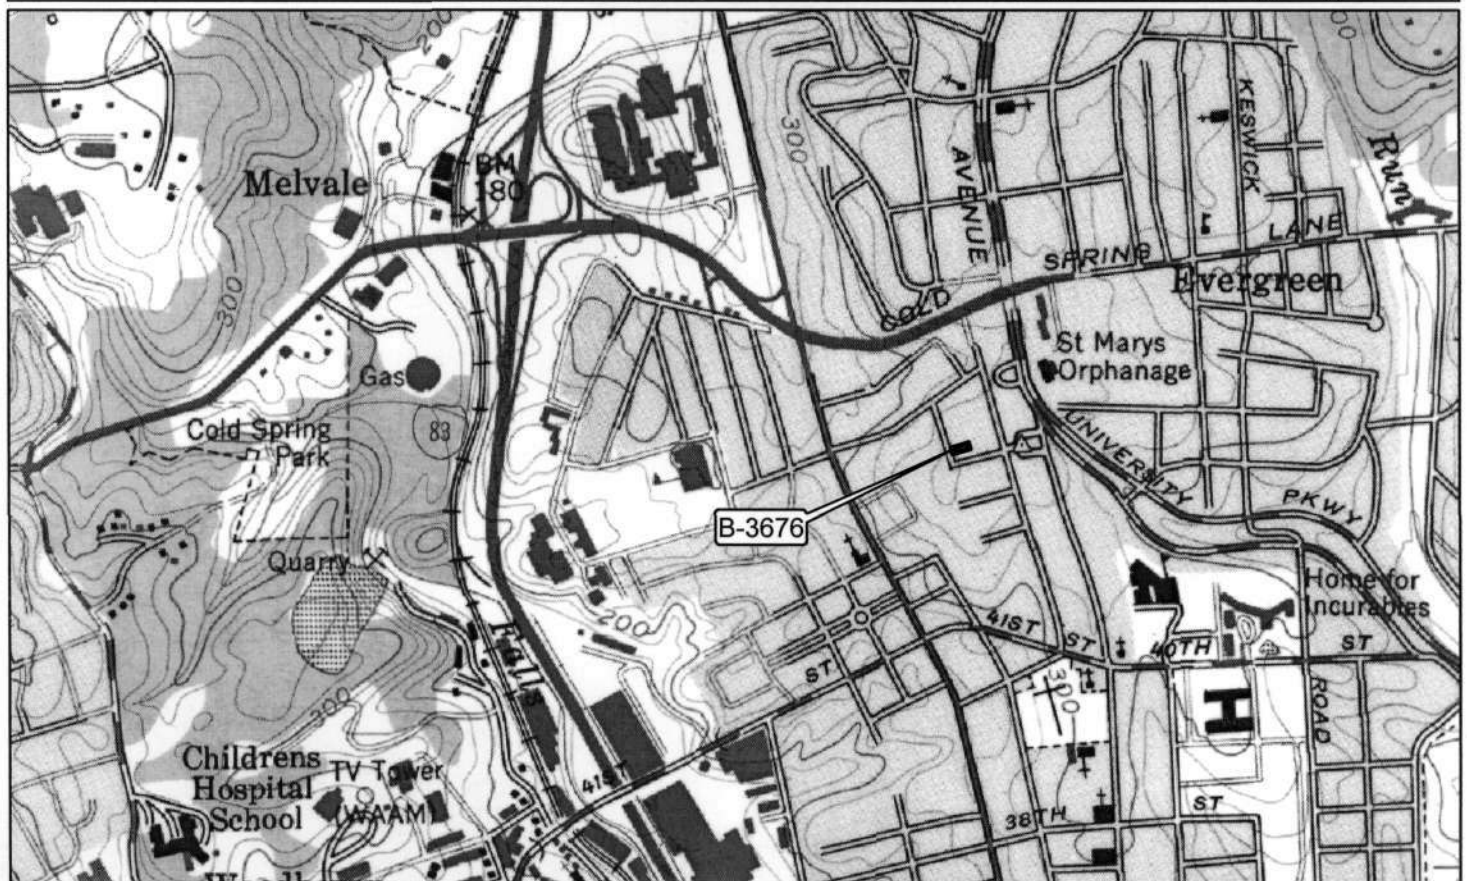 200
300
KESWICK
Run
BM
180
Melvale
AVENUE
LANE
SPRING
Evergreen
300
COLD
St Marys
Orphanage
Gas
83
Cold Spring
Park
UNIVERSITY
PKWY
B-3676
Quarry
Home for
Incurables
200
41ST ST
40TH ST
Falls
ST
300
300
ROAD
H
Childrens
Hospital
School
TV Tower
(WAAM)
41ST
38TH ST